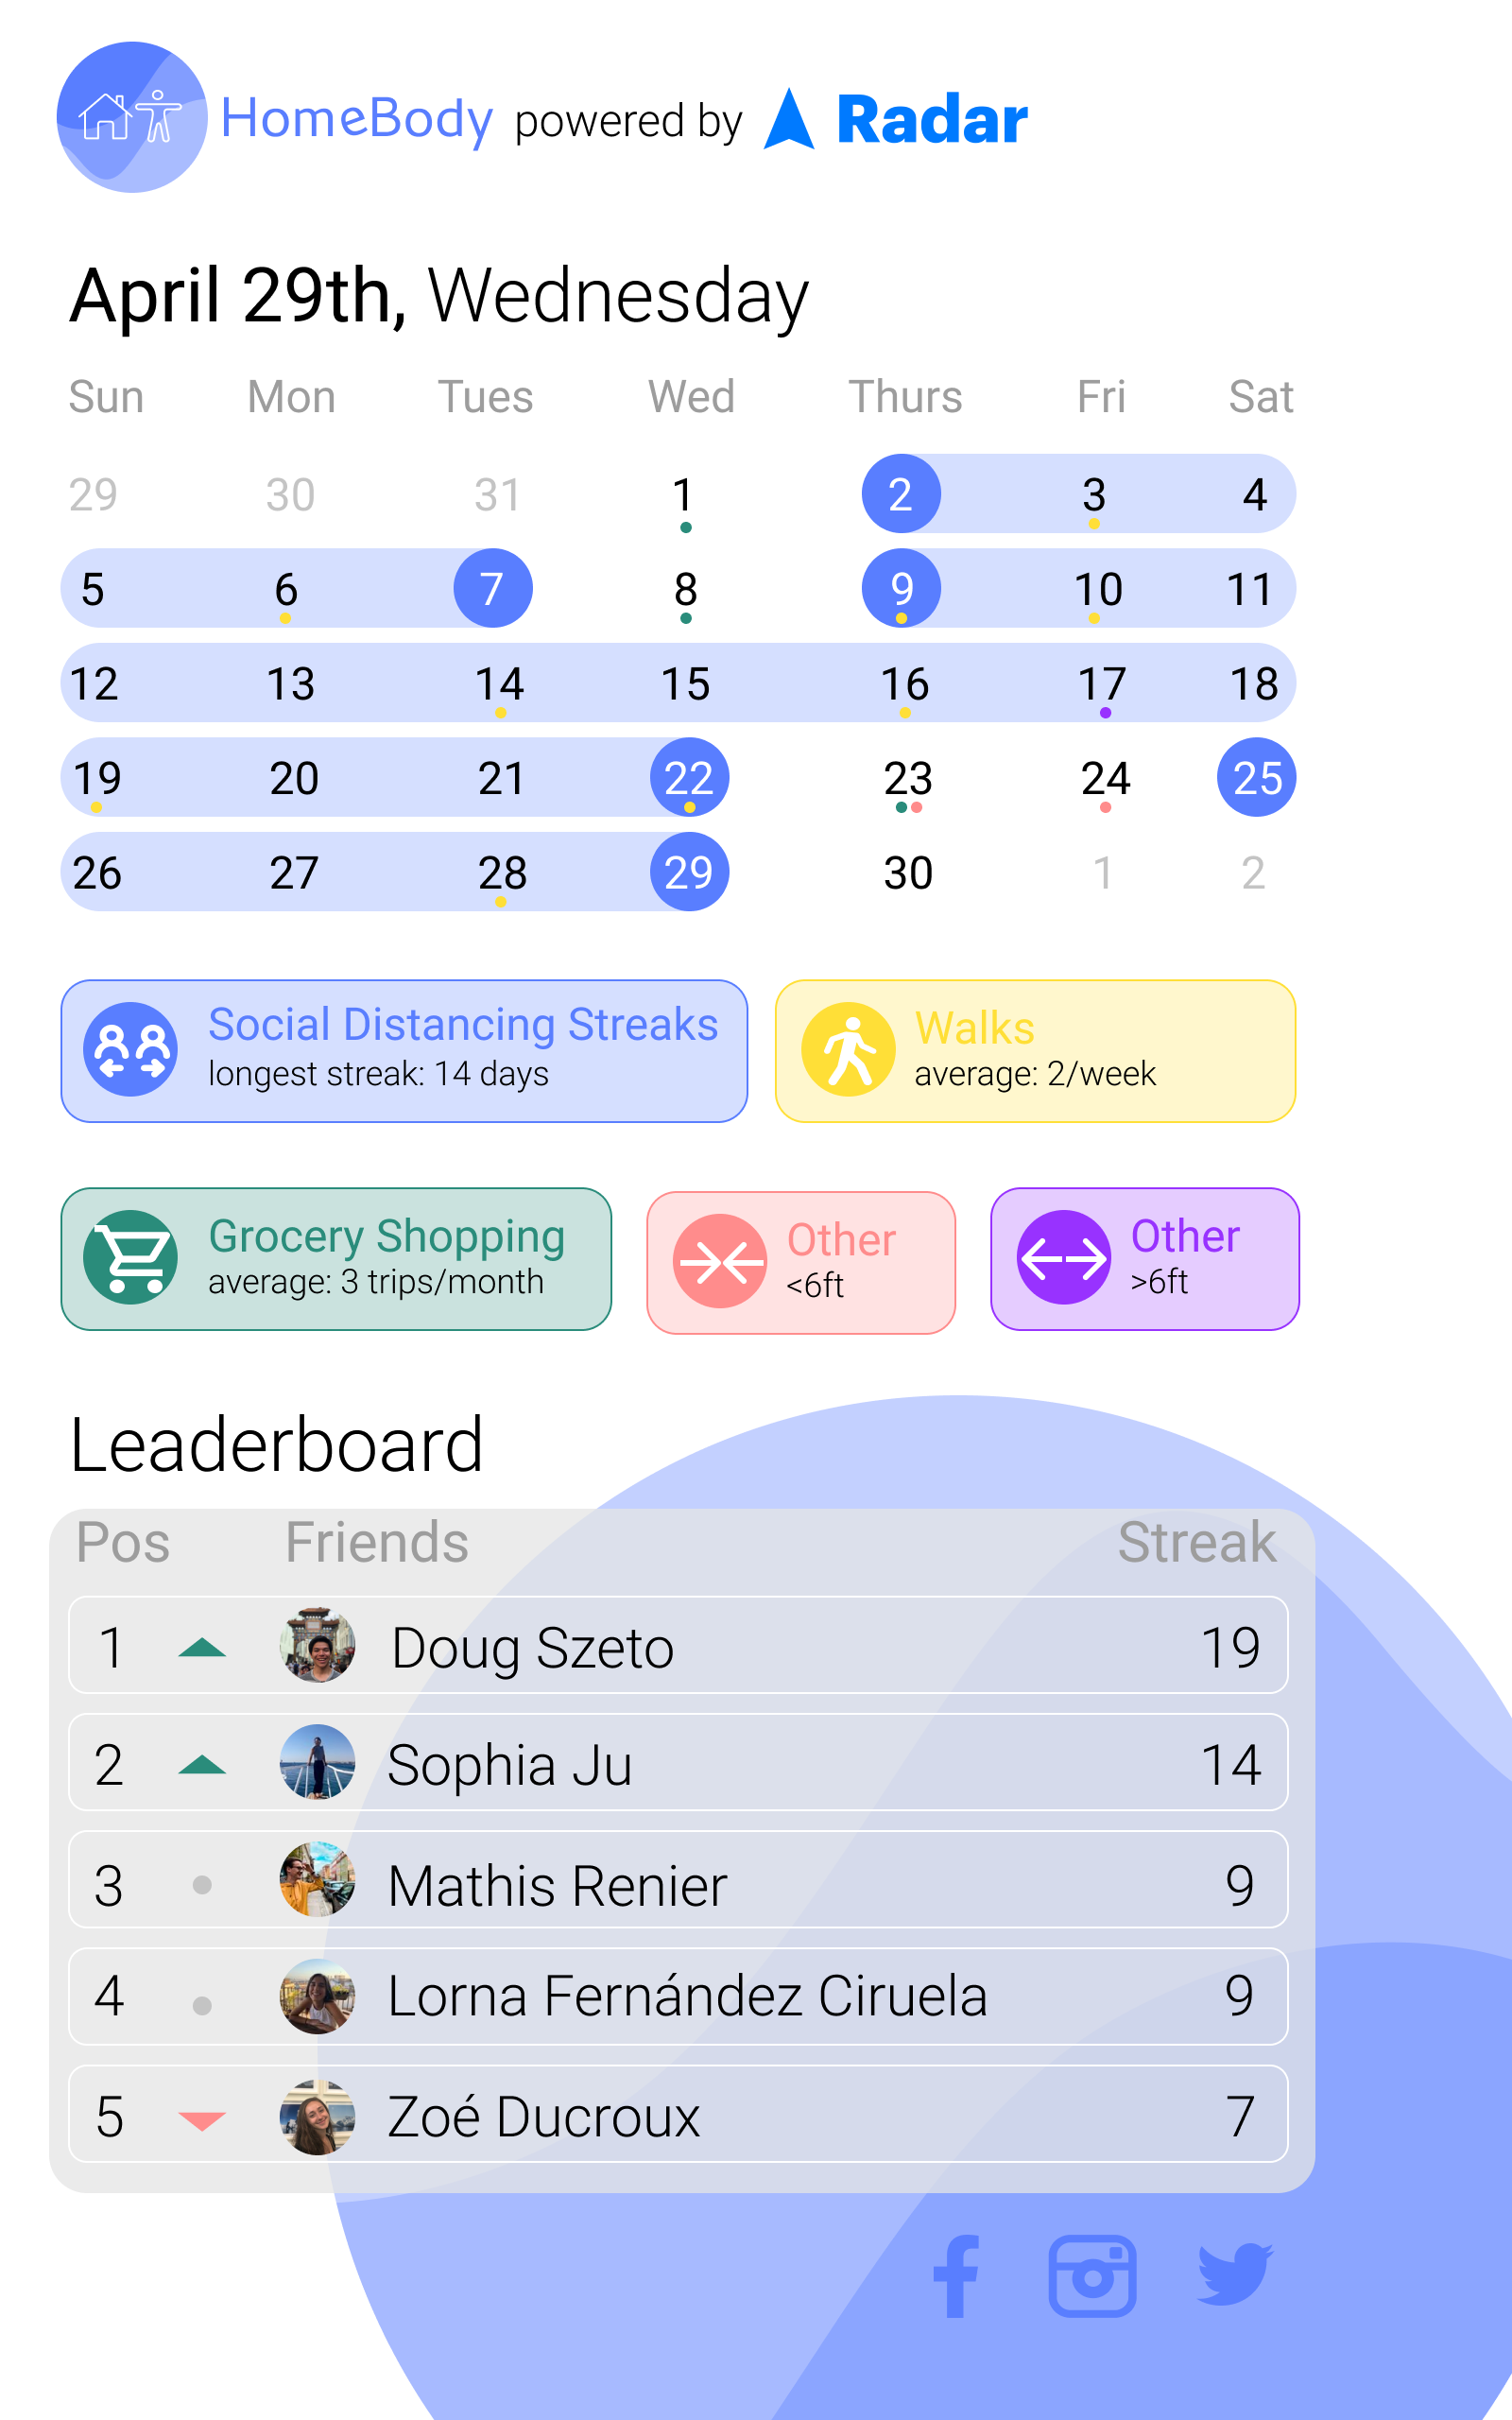 HomeBody powered by Radar
April 29th, Wednesday
Sun Mon Tues Wed Thurs Fri Sat
29 30 31 1 2 3 4
5 6 7 8 9 10 11
12 13 14 15 16 17 18
19 20 21 22 23 24 25
26 27 28 29 30 1 2
Social Distancing Streaks
longest streak: 14 days
Walks
average: 2/week
Grocery Shopping
average: 3 trips/month
Other
<6ft
Other
>6ft
Leaderboard
Pos Friends Streak
1 Doug Szeto 19
2 Sophia Ju 14
3 Mathis Renier 9
4 Lorna Fernández Ciruela 9
5 Zoé Ducroux 7